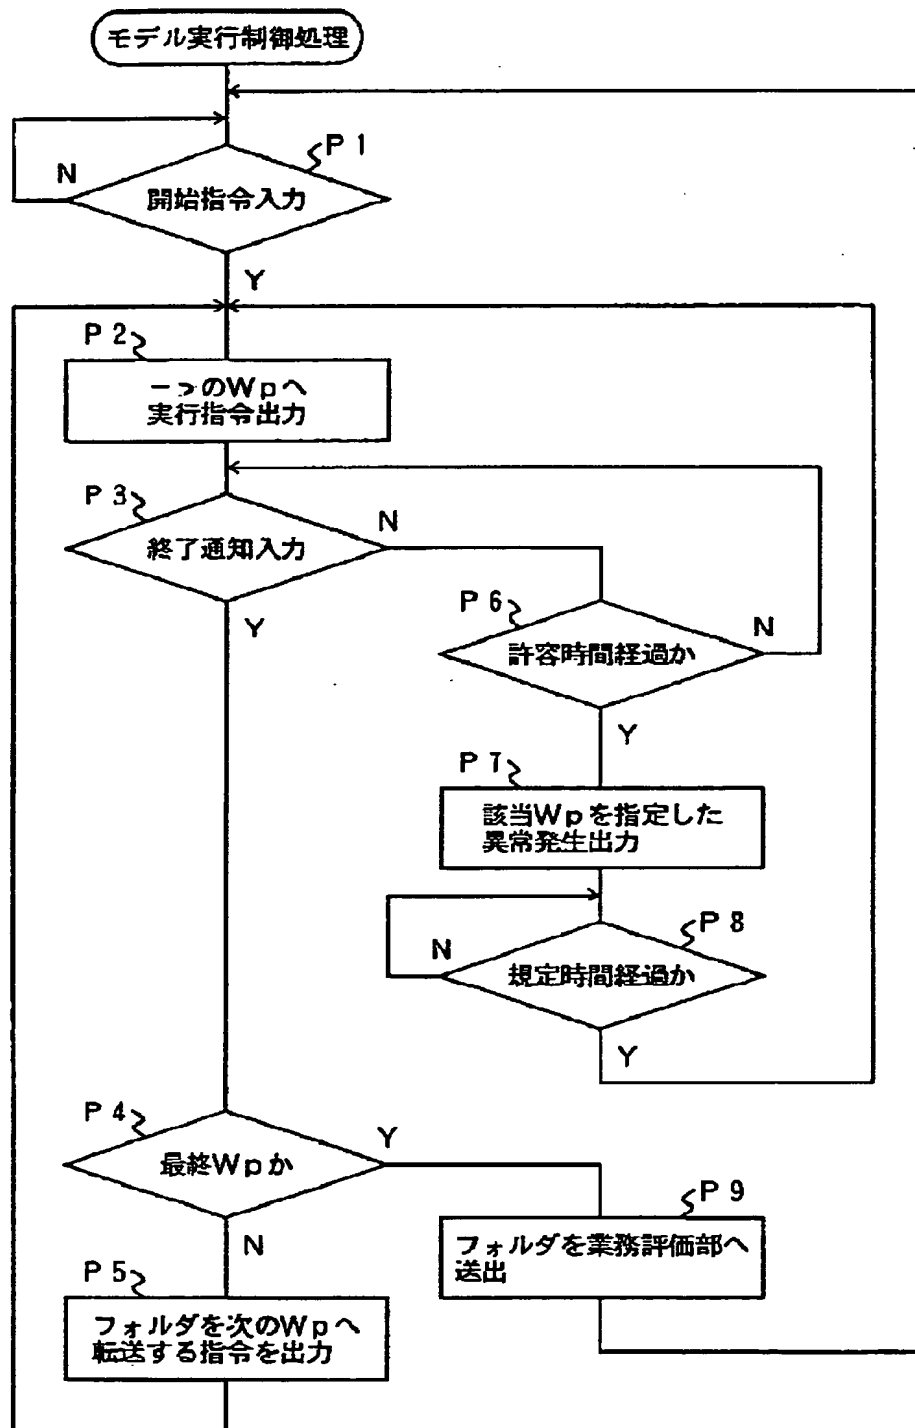 モデル実行制御処理
P1
N
開始指令入力
Y
P2
一つのWpへ
実行指令出力
P3
N
終了通知入力
Y
P6
N
許容時間経過か
Y
P7
該当Wpを指定した
異常発生出力
P8
N
規定時間経過か
Y
P4
Y
最終Wpか
N
P9
フォルダを業務評価部へ
送出
P5
フォルダを次のWpへ
転送する指令を出力